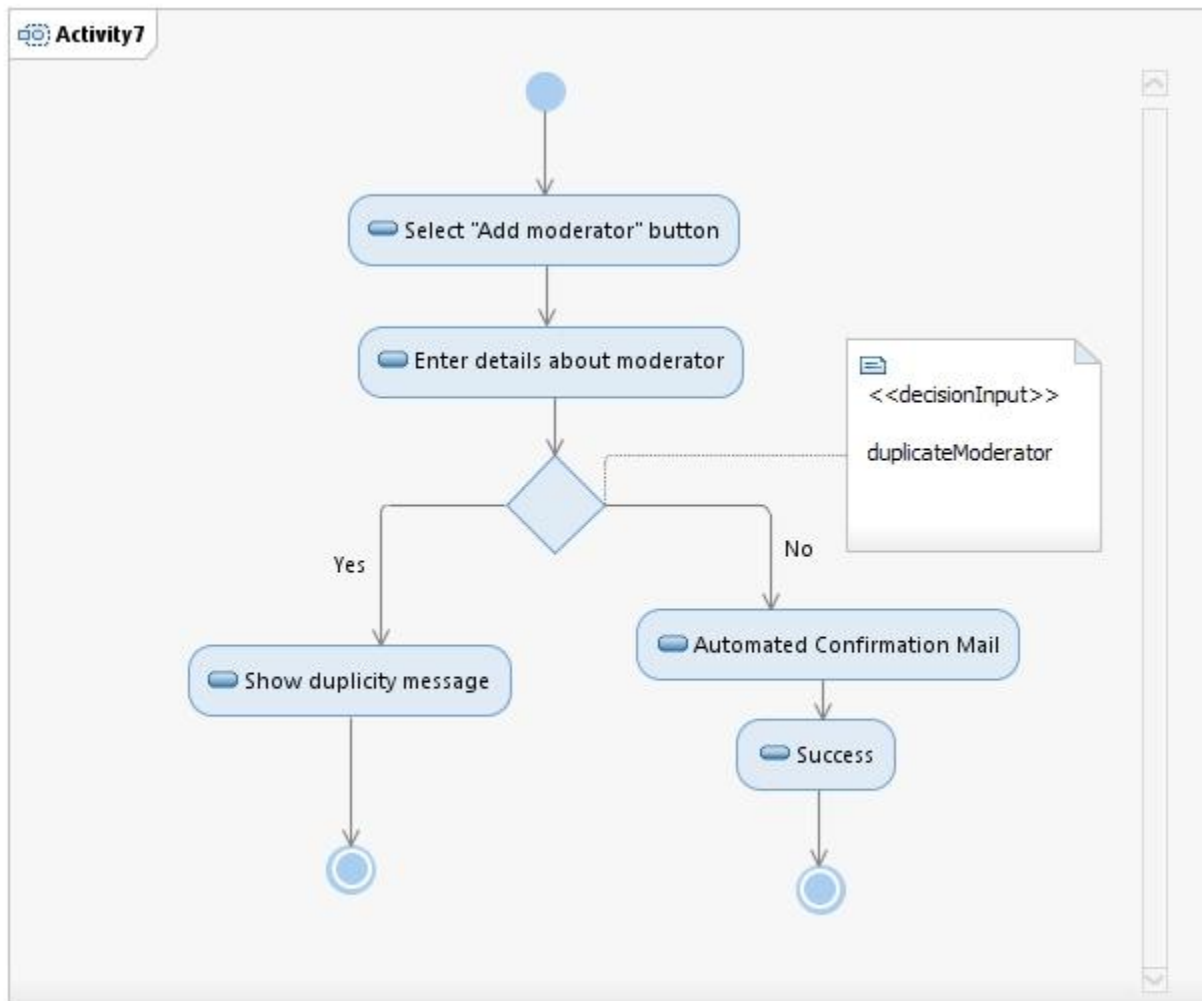 Activity7
Select "Add moderator" button
Enter details about moderator
<<decisionInput>>
duplicateModerator
Yes
No
Automated Confirmation Mail
Show duplicity message
Success